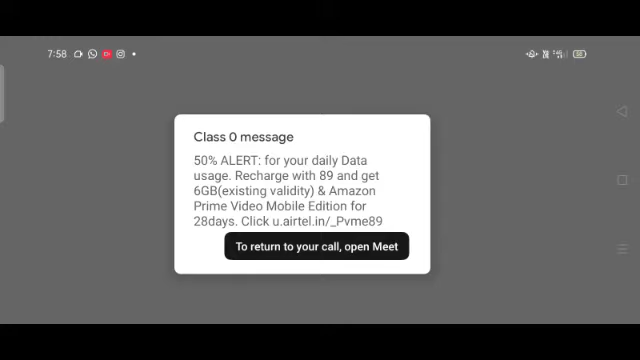 7:58
Class 0 message
50% ALERT: for your daily Data
usage. Recharge with 89 and get
6GB(existing validity) & Amazon
Prime Video Mobile Edition for
28days. Click u.airtel.in/_Pvme89
To return to your call, open Meet